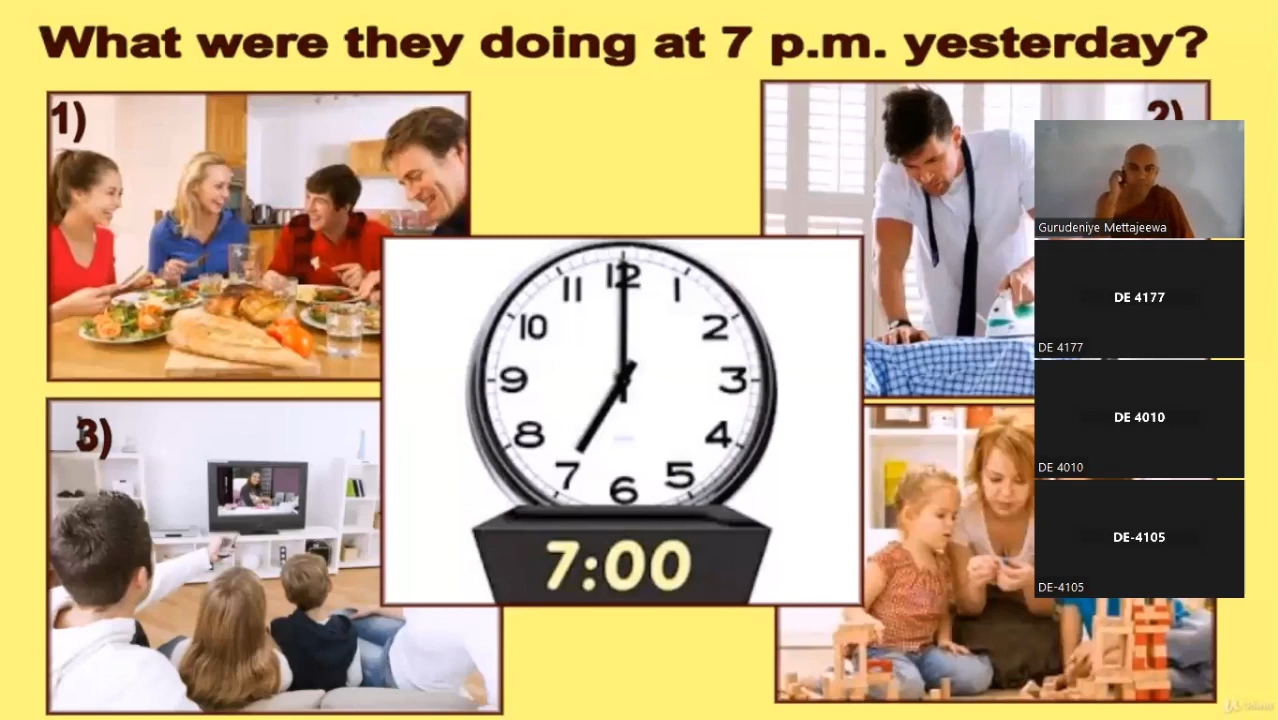 What were they doing at 7 p.m. yesterday?
1)
2)
3)
12
1
2
3
4
5
6
7
8
9
10
11
7:00
Gurudeniye Mettajeewa
DE 4177
DE 4177
DE 4010
DE 4010
DE-4105
DE-4105